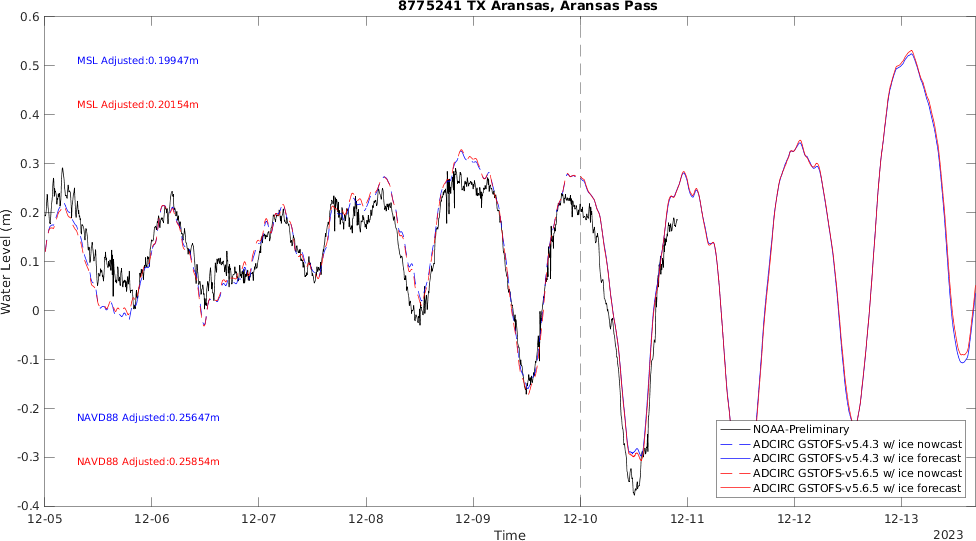 8775241 TX Aransas, Aransas Pass
0.6
0.5
0.4
0.3
0.2
0.1
0
-0.1
-0.2
-0.3
-0.4
Water Level (m)
MSL Adjusted:0.19947m
MSL Adjusted:0.20154m
NAVD88 Adjusted:0.25647m
NAVD88 Adjusted:0.25854m
NOAA-Preliminary
ADCIRC GSTOFS-v5.4.3 w/ ice nowcast
ADCIRC GSTOFS-v5.4.3 w/ ice forecast
ADCIRC GSTOFS-v5.6.5 w/ ice nowcast
ADCIRC GSTOFS-v5.6.5 w/ ice forecast
12-05 12-06 12-07 12-08 12-09 12-10 12-11 12-12 12-13
Time
2023